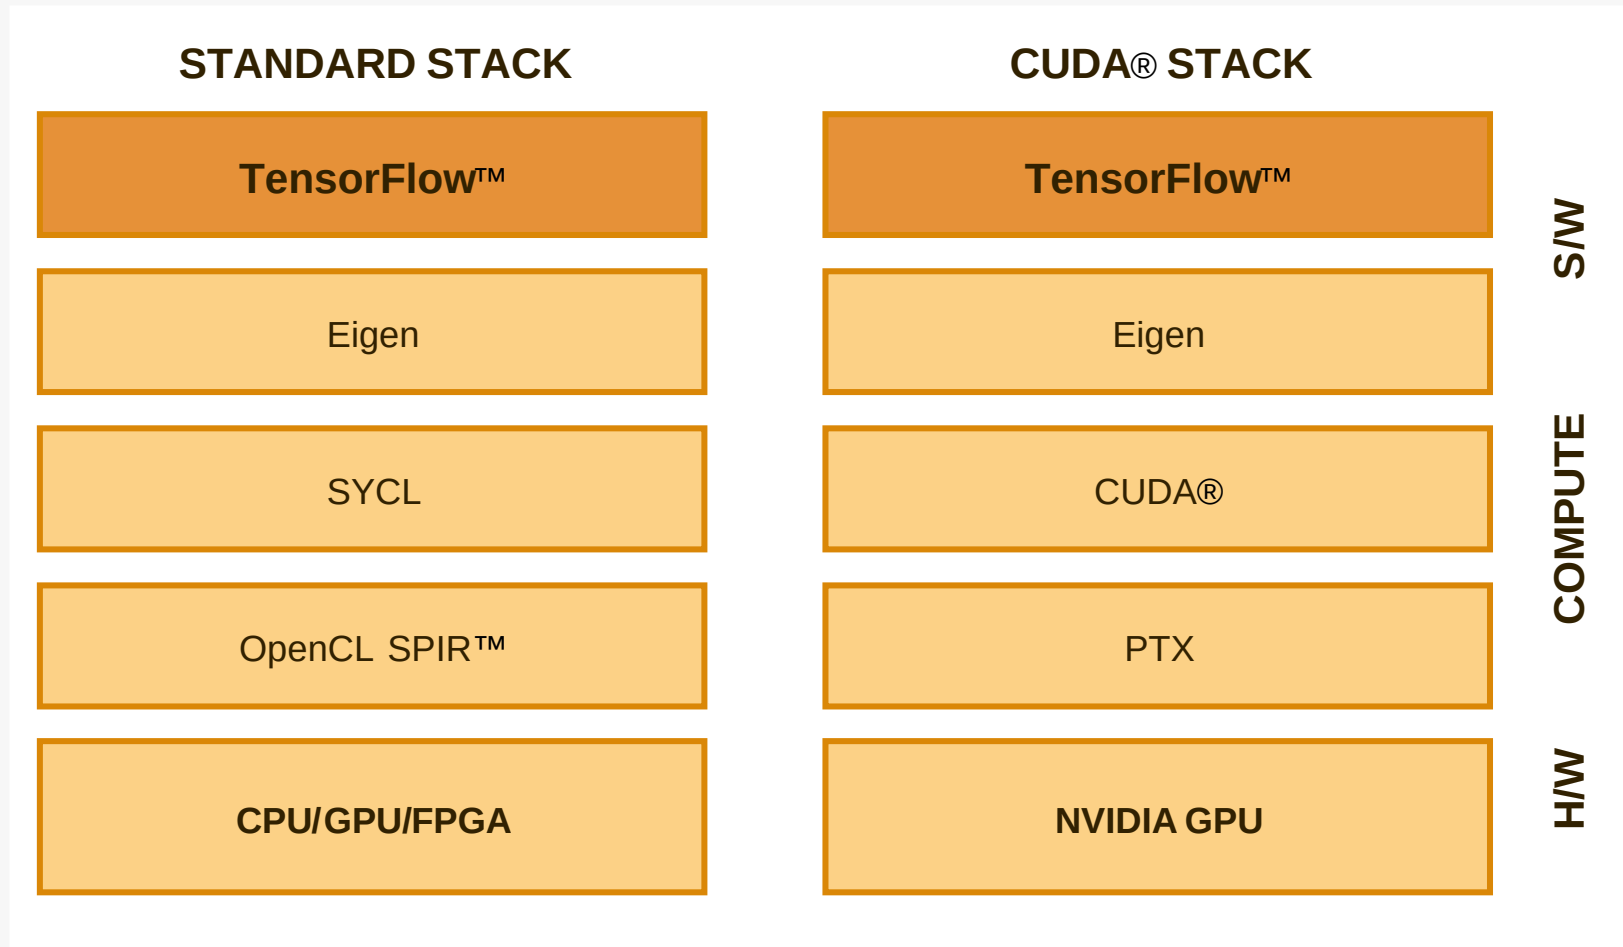 STANDARD STACK
CUDA® STACK
TensorFlow™
TensorFlow™
S/W
Eigen
Eigen
SYCL
CUDA®
COMPUTE
OpenCL SPIR™
PTX
CPU/GPU/FPGA
NVIDIA GPU
H/W